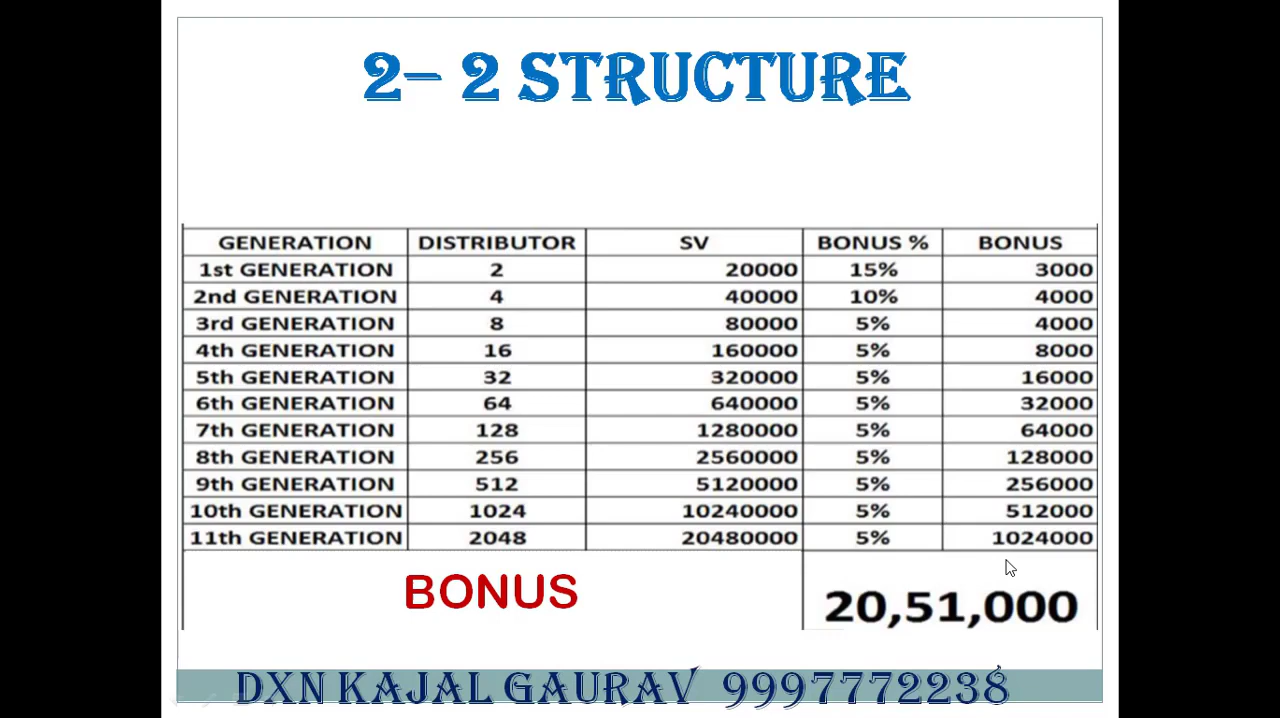 2- 2 STRUCTURE
GENERATION DISTRIBUTOR SV BONUS % BONUS
1st GENERATION 2 20000 15% 3000
2nd GENERATION 4 40000 10% 4000
3rd GENERATION 8 80000 5% 4000
4th GENERATION 16 160000 5% 8000
5th GENERATION 32 320000 5% 16000
6th GENERATION 64 640000 5% 32000
7th GENERATION 128 1280000 5% 64000
8th GENERATION 256 2560000 5% 128000
9th GENERATION 512 5120000 5% 256000
10th GENERATION 1024 10240000 5% 512000
11th GENERATION 2048 20480000 5% 1024000
BONUS 20,51,000
DXN KAJAL GAURAV 9997772238